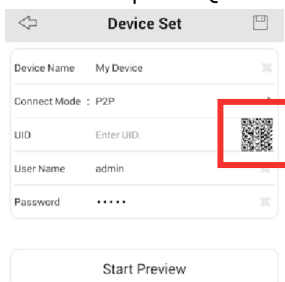 Device Set
Device Name My Device
Connect Mode : P2P
UID Enter UID.
User Name admin
Password •••••
Start Preview